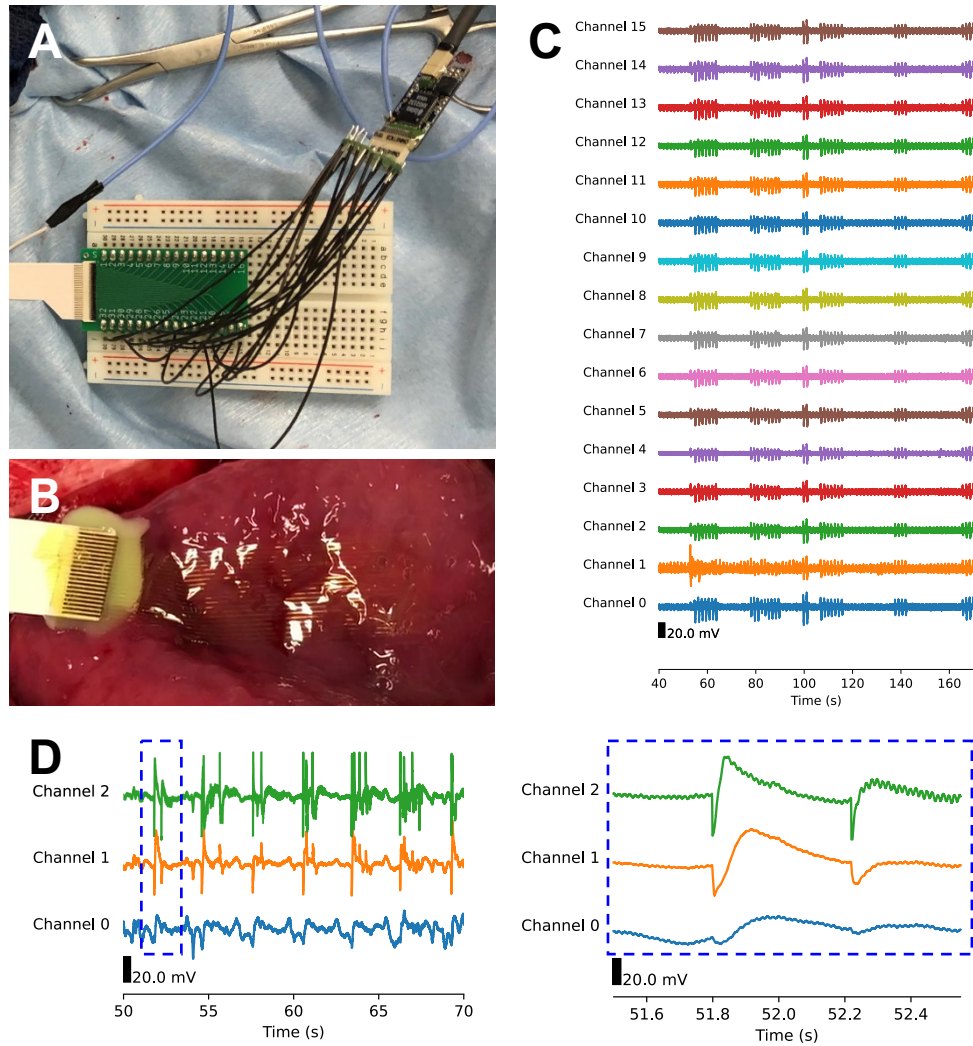 A
B
C
Channel 15
Channel 14
Channel 13
Channel 12
Channel 11
Channel 10
Channel 9
Channel 8
Channel 7
Channel 6
Channel 5
Channel 4
Channel 3
Channel 2
Channel 1
Channel 0
20.0 mV
40 60 80 100 120 140 160
Time (s)
D
Channel 2
Channel 1
Channel 0
20.0 mV
50 55 60 65 70
Time (s)
Channel 2
Channel 1
Channel 0
20.0 mV
51.6 51.8 52.0 52.2 52.4
Time (s)